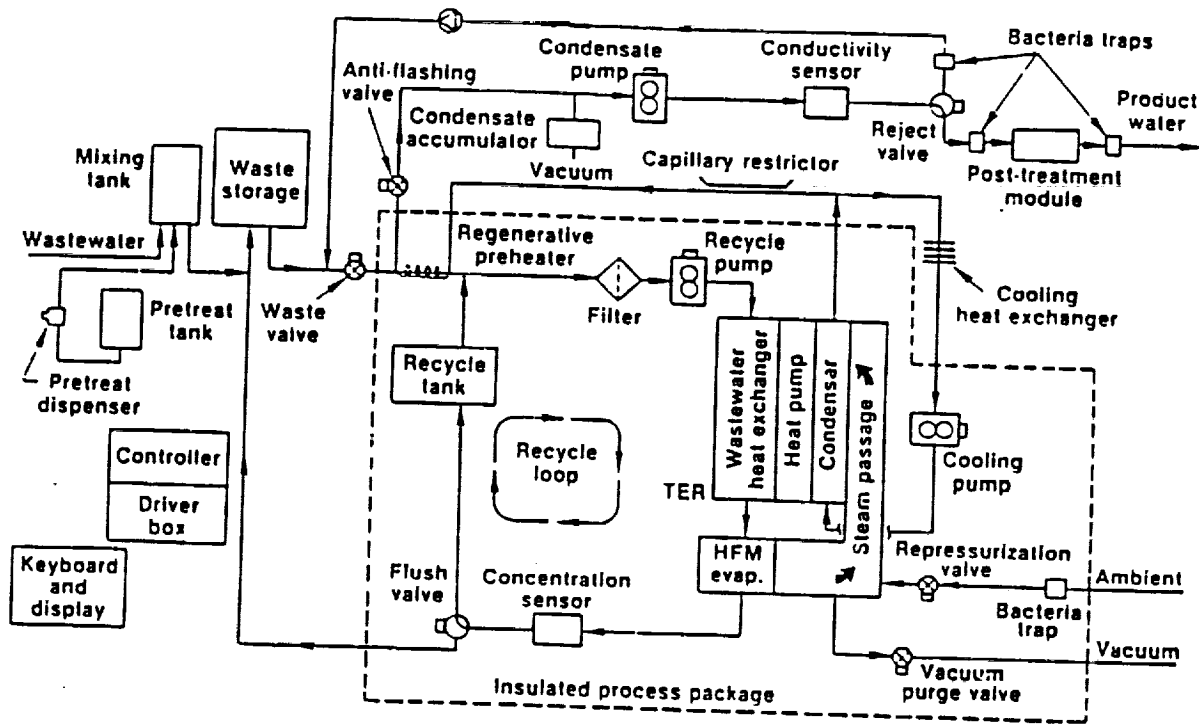 Condensate
pump
Conductivity
sensor
Bacteria traps
Anti-flashing
valve
Condensate
accumulator
Vacuum
Reject
valve
Product
water
Post-treatment
module
Capillary restrictor
Mixing
tank
Waste
storage
Wastewater
Pretreat
tank
Pretreat
dispenser
Waste
valve
Regenerative
preheater
Filter
Recycle
pump
Cooling
heat exchanger
Recycle
tank
Recycle
loop
Wastewater
heat exchanger
Heat pump
Condensar
Steam passage
TER
HFM
evap.
Cooling
pump
Controller
Driver
box
Keyboard
and
display
Flush
valve
Concentration
sensor
Repressurization
valve
Ambient
Bacteria
trap
Vacuum
Vacuum
purge valve
Insulated process package